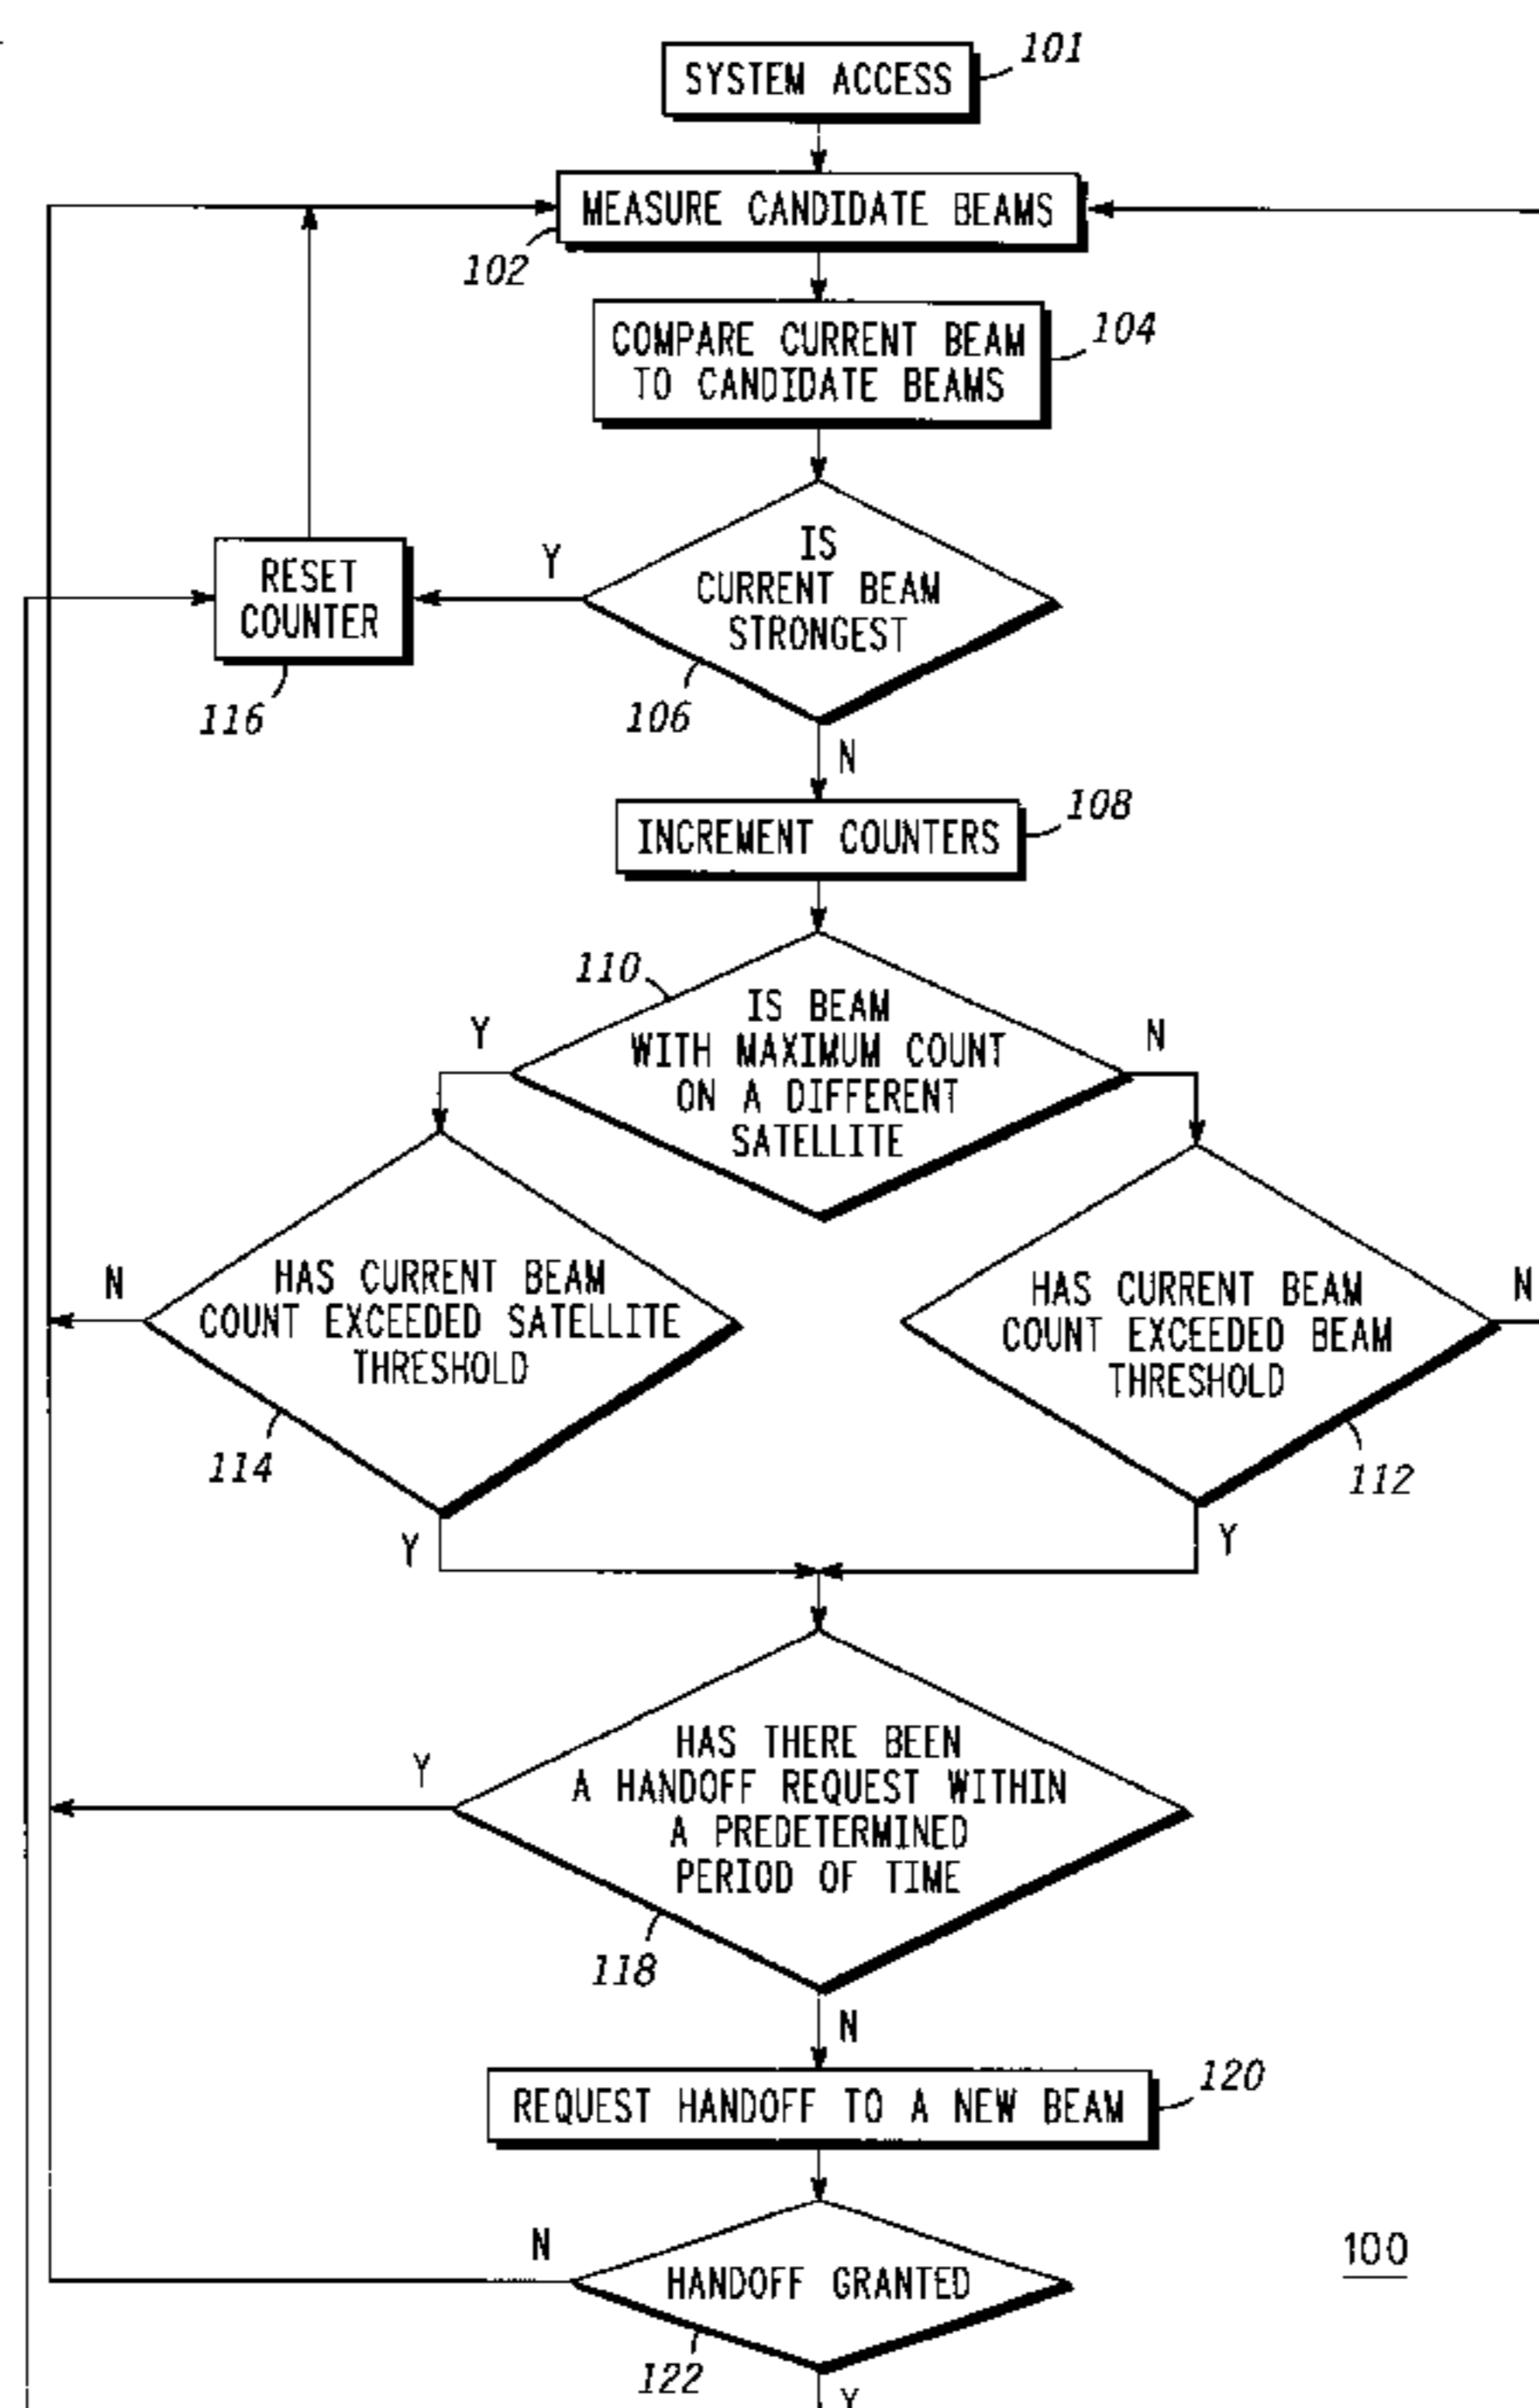 SYSTEM ACCESS
101
MEASURE CANDIDATE BEAMS
102
COMPARE CURRENT BEAM
TO CANDIDATE BEAMS
104
IS
CURRENT BEAM
STRONGEST
106
Y
RESET
COUNTER
116
N
INCREMENT COUNTERS
108
110
IS BEAM
WITH MAXIMUM COUNT
ON A DIFFERENT
SATELLITE
Y
N
HAS CURRENT BEAM
COUNT EXCEEDED SATELLITE
THRESHOLD
N
114
Y
HAS CURRENT BEAM
COUNT EXCEEDED BEAM
THRESHOLD
N
112
Y
HAS THERE BEEN
A HANDOFF REQUEST WITHIN
A PREDETERMINED
PERIOD OF TIME
Y
118
N
REQUEST HANDOFF TO A NEW BEAM
120
HANDOFF GRANTED
N
122
Y
100